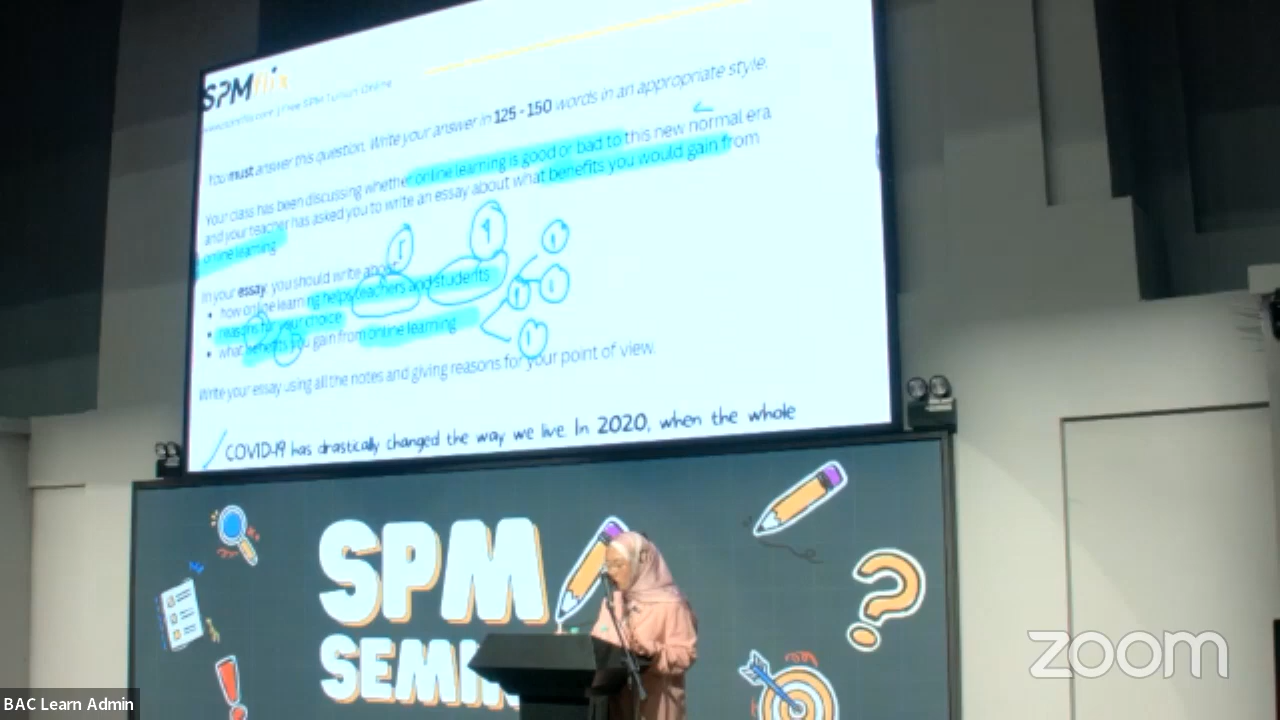 SPMflix
You must answer this question. Write your answer in 125 - 150 words in an appropriate style.
Your class has been discussing whether online learning is good or bad to this new normal era
and your teacher has asked you to write an essay about what benefits you would gain from
online learning.
In your essay, you should write about
• how online learning helps teachers and students
• reasons for your choice
• what benefits you gain from online learning
Write your essay using all the notes and giving reasons for your point of view.
COVID-19 has drastically changed the way we live. In 2020, when the whole
SPM
zoom
BAC Learn Admin